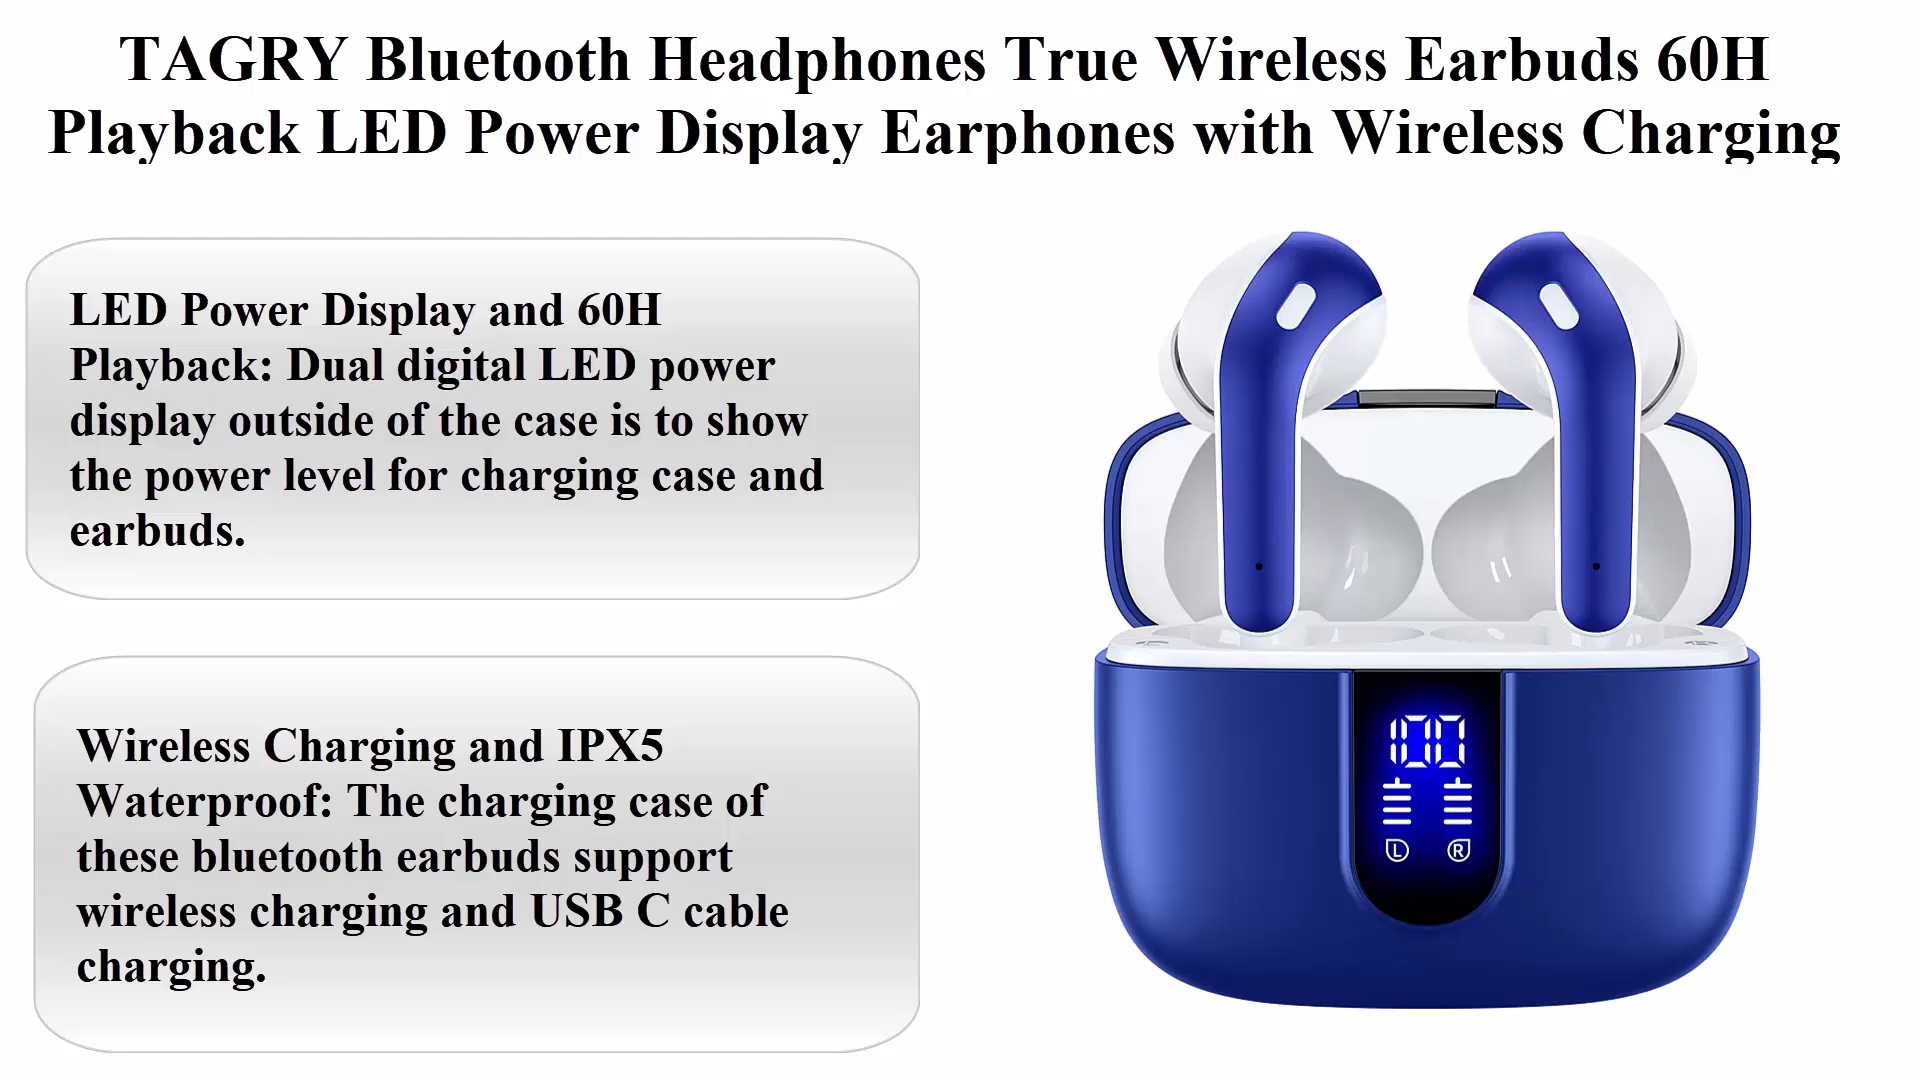 TAGRY Bluetooth Headphones True Wireless Earbuds 60H
Playback LED Power Display Earphones with Wireless Charging
LED Power Display and 60H
Playback: Dual digital LED power
display outside of the case is to show
the power level for charging case and
earbuds.
Wireless Charging and IPX5
Waterproof: The charging case of
these bluetooth earbuds support
wireless charging and USB C cable
charging.
100
L R